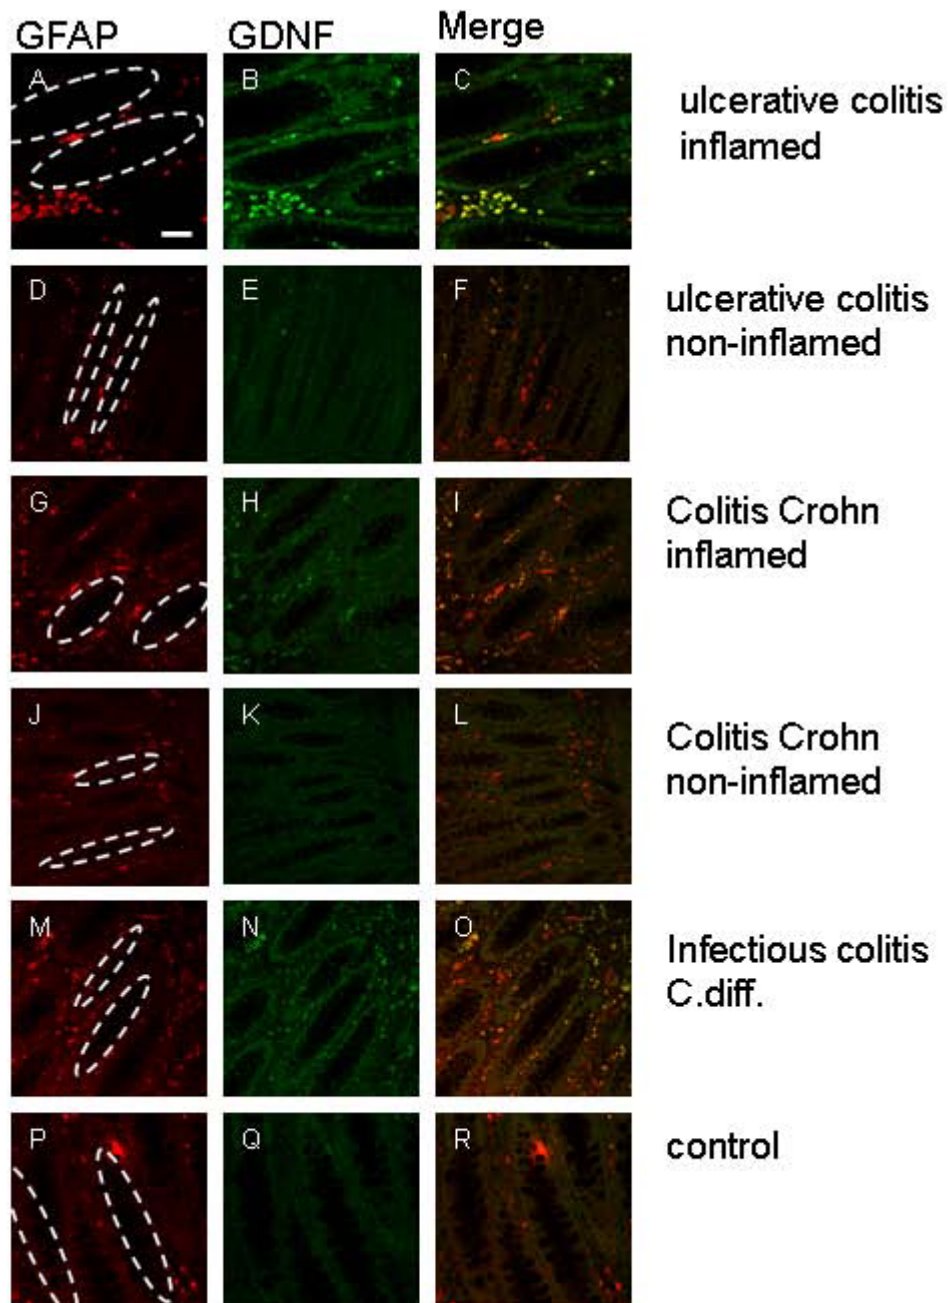 GFAP GDNF Merge
A B C
ulcerative colitis
inflamed
D E F
ulcerative colitis
non-inflamed
G H I
Colitis Crohn
inflamed
J K L
Colitis Crohn
non-inflamed
M N O
Infectious colitis
C.diff.
P Q R
control